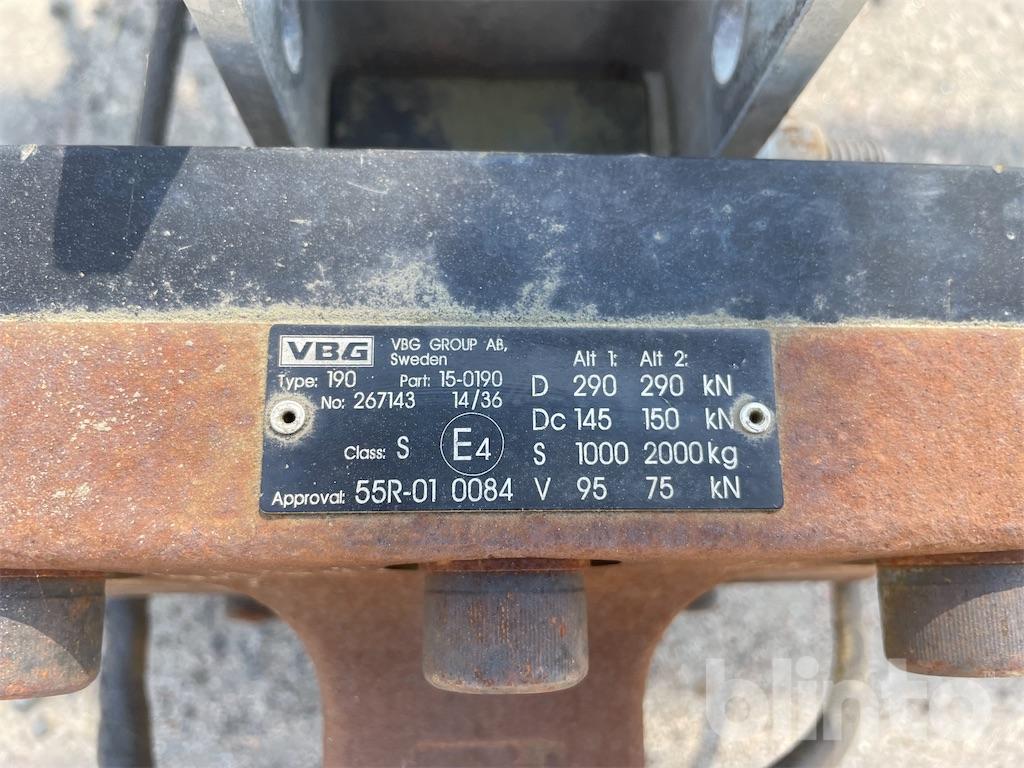 VBG
VBG GROUP AB,
Sweden
Type: 190 Part: 15-0190
No: 267143 14/36
Class: S E4
Approval: 55R-01 0084
Alt 1: Alt 2:
D 290 290 kN
Dc 145 150 kN
S 1000 2000 kg
V 95 75 kN
blinto